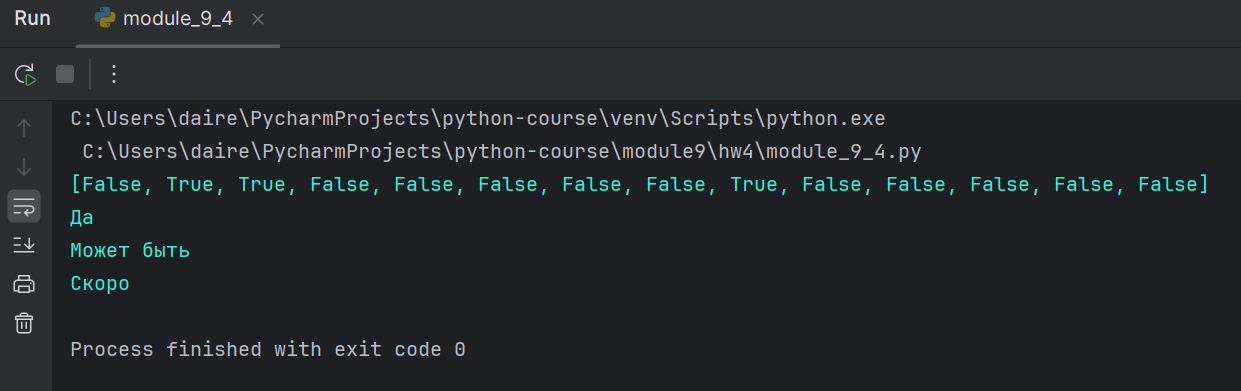 Run module_9_4
C:\Users\daire\PycharmProjects\python-course\venv\Scripts\python.exe
C:\Users\daire\PycharmProjects\python-course\module9\hw4\module_9_4.py
[False, True, True, False, False, False, False, False, True, False, False, False, False, False]
Да
Может быть
Скоро
Process finished with exit code 0